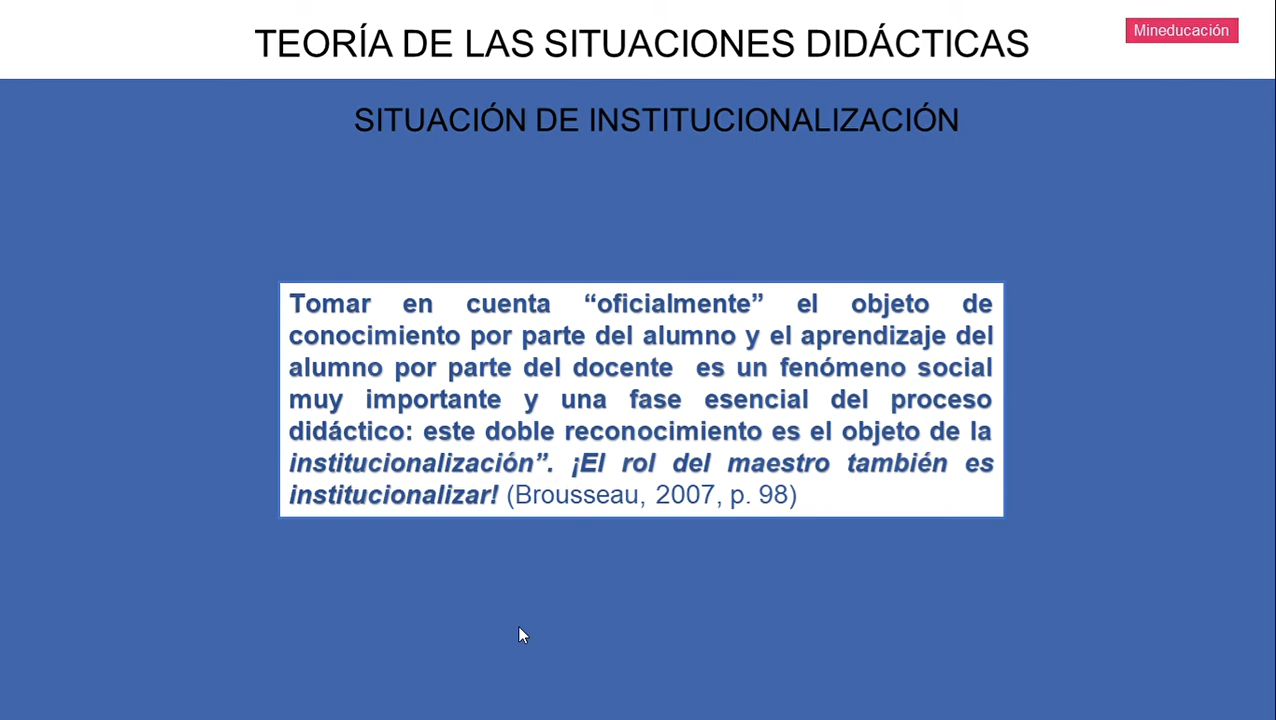 TEORÍA DE LAS SITUACIONES DIDÁCTICAS
Mineducación
SITUACIÓN DE INSTITUCIONALIZACIÓN
Tomar en cuenta “oficialmente” el objeto de
conocimiento por parte del alumno y el aprendizaje del
alumno por parte del docente es un fenómeno social
muy importante y una fase esencial del proceso
didáctico: este doble reconocimiento es el objeto de la
institucionalización”. ¡El rol del maestro también es
institucionalizar! (Brousseau, 2007, p. 98)